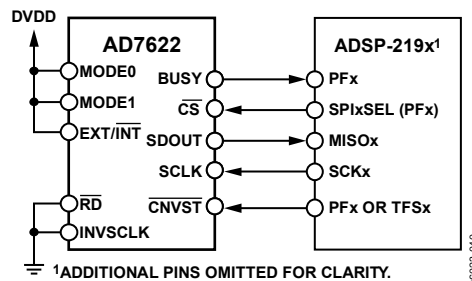 DVDD
AD7622
ADSP-219x1
MODE0
MODE1
EXT/INT
RD
INVSCLK
BUSY
CS
SDOUT
SCLK
CNVST
PFx
SPIxSEL (PFx)
MISOx
SCKx
PFx OR TFSx
1ADDITIONAL PINS OMITTED FOR CLARITY.